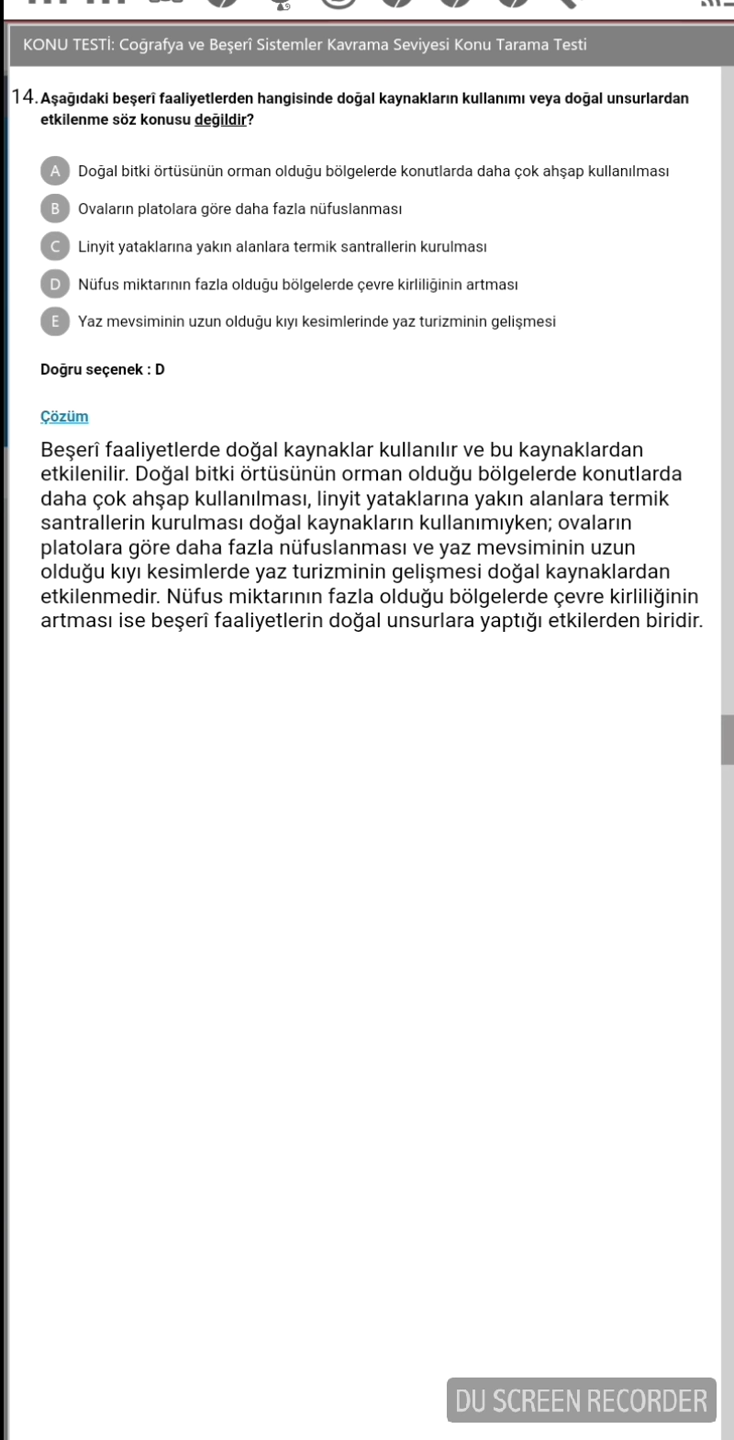 KONU TESTİ: Coğrafya ve Beşerî Sistemler Kavrama Seviyesi Konu Tarama Testi
14. Aşağıdaki beşerî faaliyetlerden hangisinde doğal kaynakların kullanımı veya doğal unsurlardan
etkilenme söz konusu değildir?
A Doğal bitki örtüsünün orman olduğu bölgelerde konutlarda daha çok ahşap kullanılması
B Ovaların platolara göre daha fazla nüfuslanması
C Linyit yataklarına yakın alanlara termik santrallerin kurulması
D Nüfus miktarının fazla olduğu bölgelerde çevre kirliliğinin artması
E Yaz mevsiminin uzun olduğu kıyı kesimlerinde yaz turizminin gelişmesi
Doğru seçenek : D
Çözüm
Beşerî faaliyetlerde doğal kaynaklar kullanılır ve bu kaynaklardan
etkilenilir. Doğal bitki örtüsünün orman olduğu bölgelerde konutlarda
daha çok ahşap kullanılması, linyit yataklarına yakın alanlara termik
santrallerin kurulması doğal kaynakların kullanımıyken; ovaların
platolara göre daha fazla nüfuslanması ve yaz mevsiminin uzun
olduğu kıyı kesimlerde yaz turizminin gelişmesi doğal kaynaklardan
etkilenmedir. Nüfus miktarının fazla olduğu bölgelerde çevre kirliliğinin
artması ise beşerî faaliyetlerin doğal unsurlara yaptığı etkilerden biridir.
DU SCREEN RECORDER